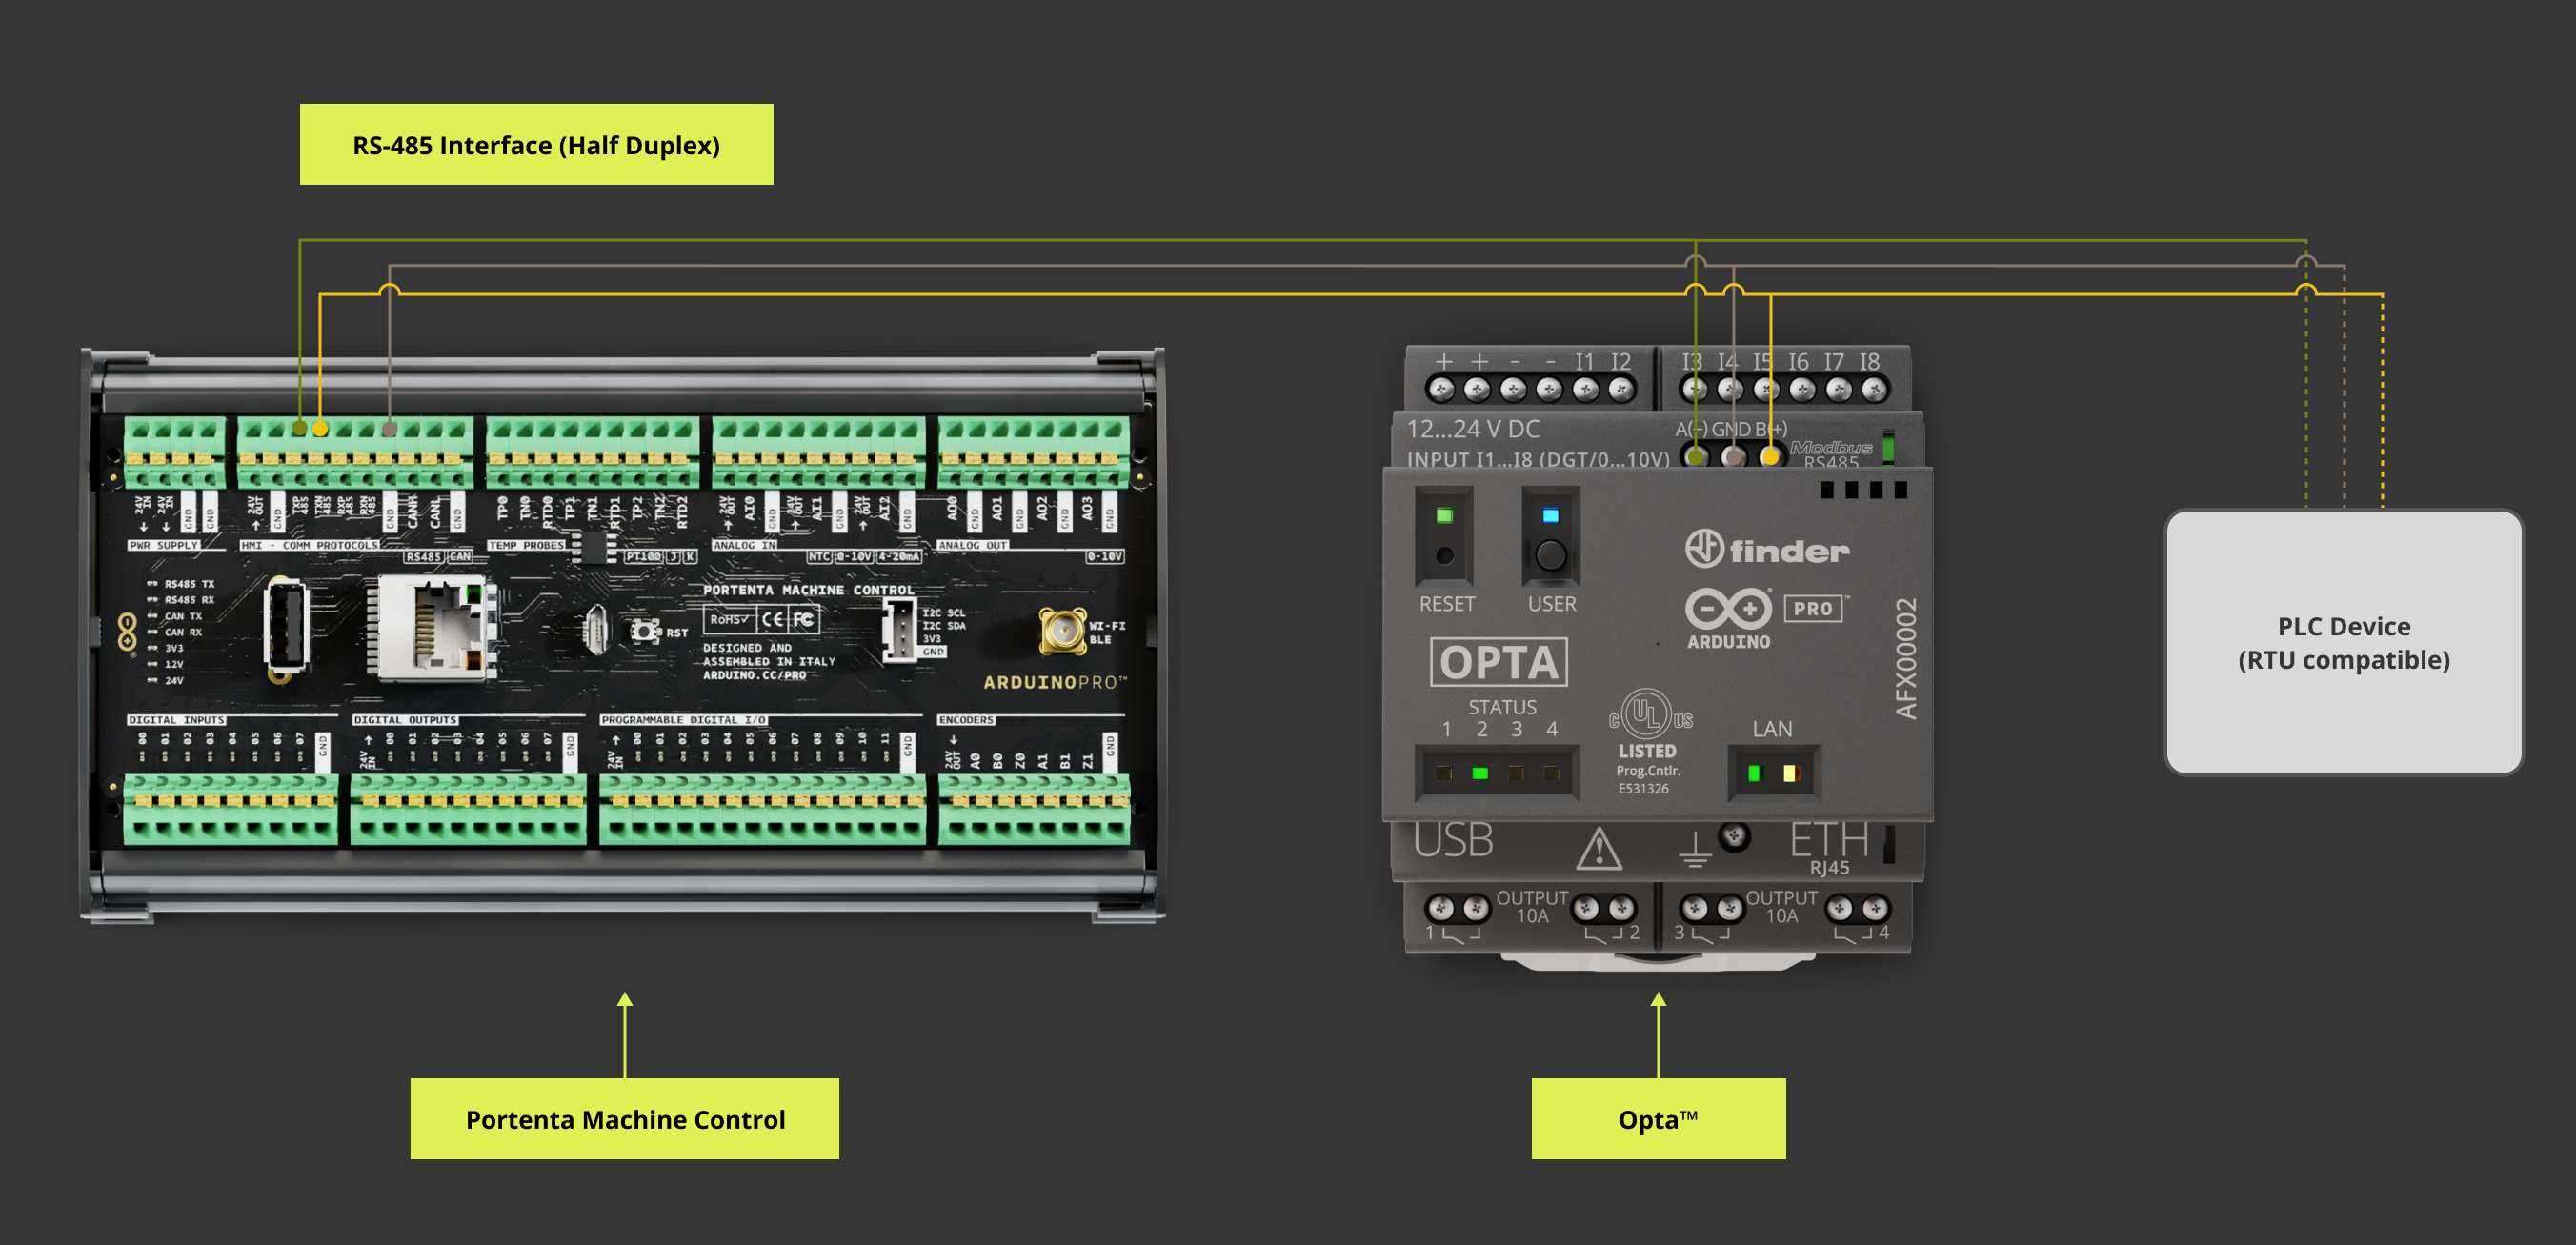 RS-485 Interface (Half Duplex)
24V IN
24V IN
GND
GND
24V OUT
GND
TXP 485
TXN 485
RXP 485
RXN 485
GND
CANH
CANL
GND
TP0
TN0
RTD0
TP1
TN1
RTD1
TP2
TN2
RTD2
24V OUT
AI0
GND
24V OUT
AI1
GND
24V OUT
AI2
GND
AO0
GND
AO1
GND
AO2
GND
AO3
GND
PWR SUPPLY
HMI - COMM PROTOCOLS
RS485 CAN
TEMP PROBES
PT100 J K
ANALOG IN
NTC 0-10V 4-20mA
ANALOG OUT
0-10V
RS485 TX
RS485 RX
CAN TX
CAN RX
3V3
12V
24V
RST
PORTENTA MACHINE CONTROL
RoHS✓ CE FC
DESIGNED AND
ASSEMBLED IN ITALY
ARDUINO.CC/PRO
I2C SCL
I2C SDA
3V3
GND
WI-FI
BLE
ARDUINOPRO™
DIGITAL INPUTS
00 01 02 03 04 05 06 07 GND
DIGITAL OUTPUTS
24V IN 00 01 02 03 04 05 06 07 GND
PROGRAMMABLE DIGITAL I/O
24V IN 00 01 02 03 04 05 06 07 08 09 10 11 GND
ENCODERS
24V OUT A0 B0 Z0 A1 B1 Z1 GND
Portenta Machine Control
+ + - - I1 I2 I3 I4 I5 I6 I7 I8
12...24 V DC
A(-) GND B(+)
INPUT I1...I8 (DGT/0...10V)
Modbus
RS485
RESET
USER
finder
ARDUINO
PRO™
AFX00002
OPTA
STATUS
1 2 3 4
C UL US
LISTED
Prog.Cntlr.
E531326
LAN
USB
ETH
RJ45
OUTPUT
10A
1
2
OUTPUT
10A
3
4
Opta™
PLC Device
(RTU compatible)